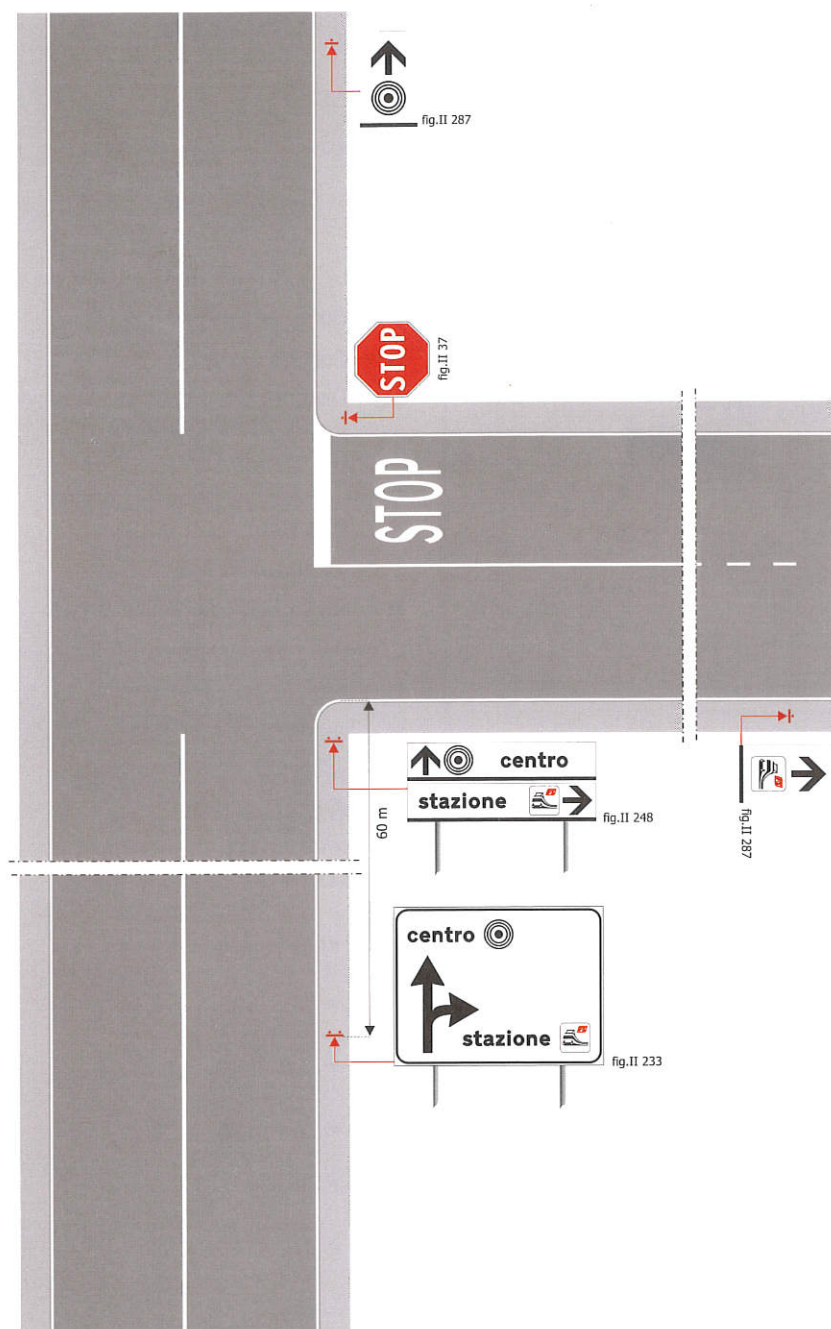 fig.II 287
STOP
fig.II 37
STOP
centro
stazione
fig.II 248
fig.II 287
60 m
centro
stazione
fig.II 233